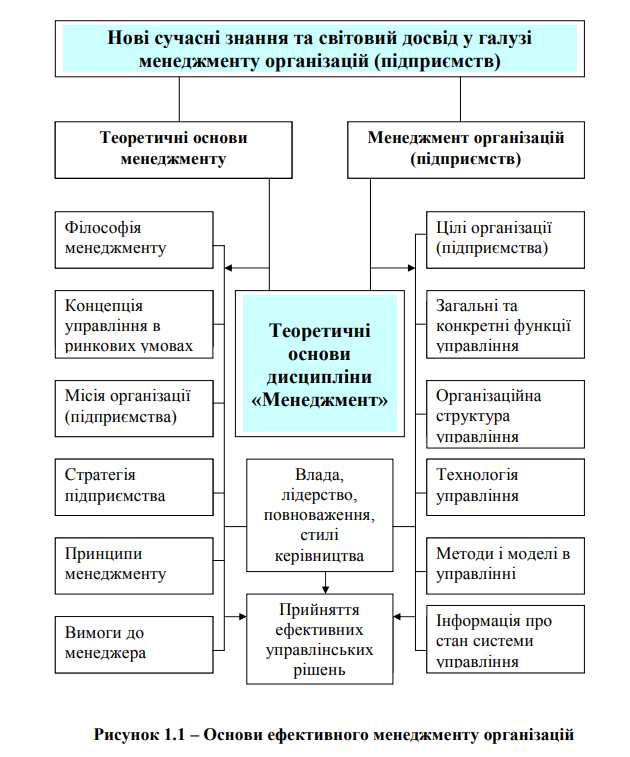 Нові сучасні знання та світовий досвід у галузі
менеджменту організацій (підприємств)
Теоретичні основи
менеджменту
Менеджмент організацій
(підприємств)
Філософія
менеджменту
Концепція
управління в
ринкових умовах
Місія організації
(підприємства)
Стратегія
підприємства
Принципи
менеджменту
Вимоги до
менеджера
Теоретичні
основи
дисципліни
«Менеджмент»
Влада,
лідерство,
повноваження,
стилі
керівництва
Прийняття
ефективних
управлінських
рішень
Цілі організації
(підприємства)
Загальні та
конкретні функції
управління
Організаційна
структура
управління
Технологія
управління
Методи і моделі в
управлінні
Інформація про
стан системи
управління
Рисунок 1.1 – Основи ефективного менеджменту організацій